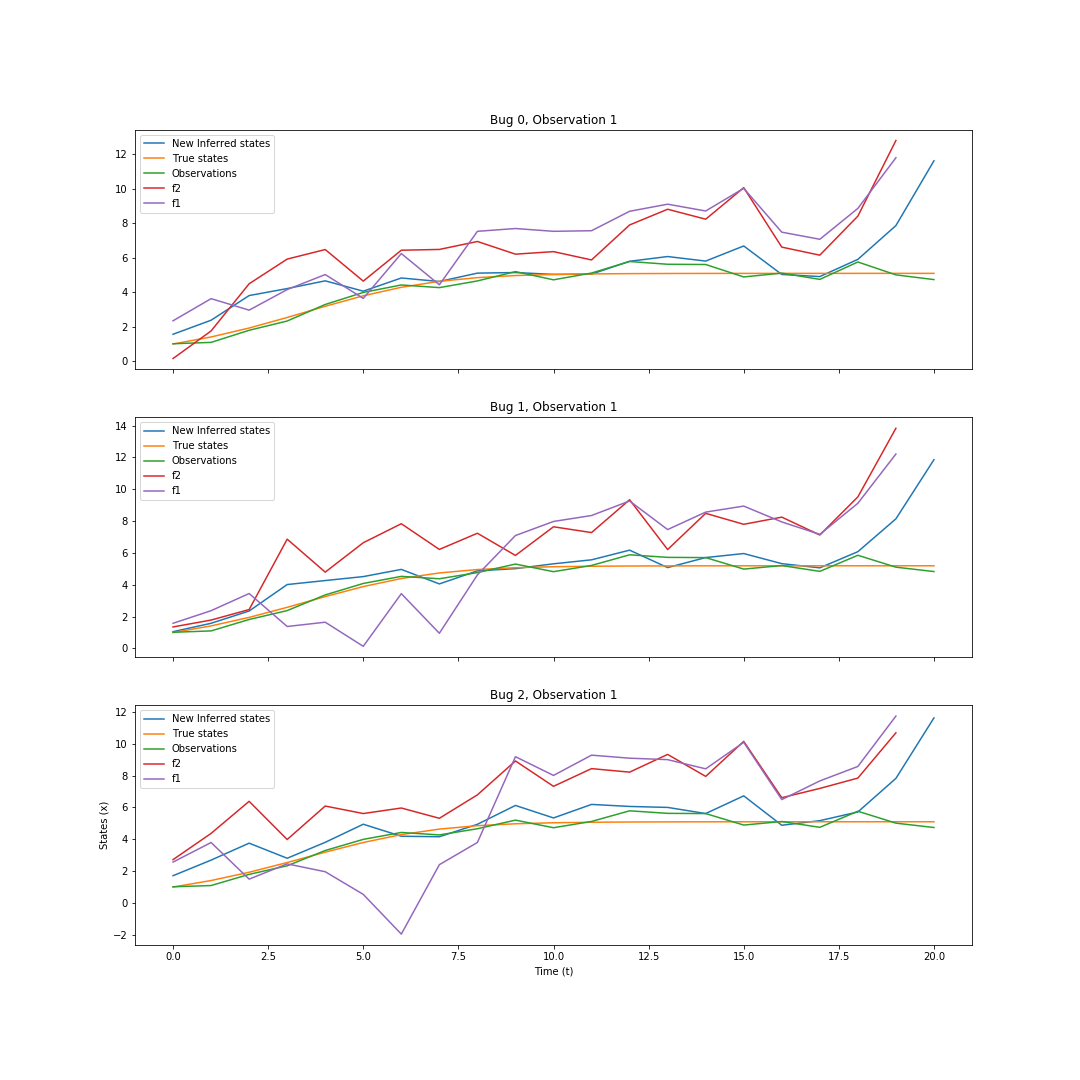 Bug 0, Observation 1
New Inferred states
True states
Observations
f2
f1
12
10
8
6
4
2
0
Bug 1, Observation 1
New Inferred states
True states
Observations
f2
f1
14
12
10
8
6
4
2
0
Bug 2, Observation 1
New Inferred states
True states
Observations
f2
f1
12
10
8
6
4
2
0
−2
States (x)
0.0 2.5 5.0 7.5 10.0 12.5 15.0 17.5 20.0
Time (t)